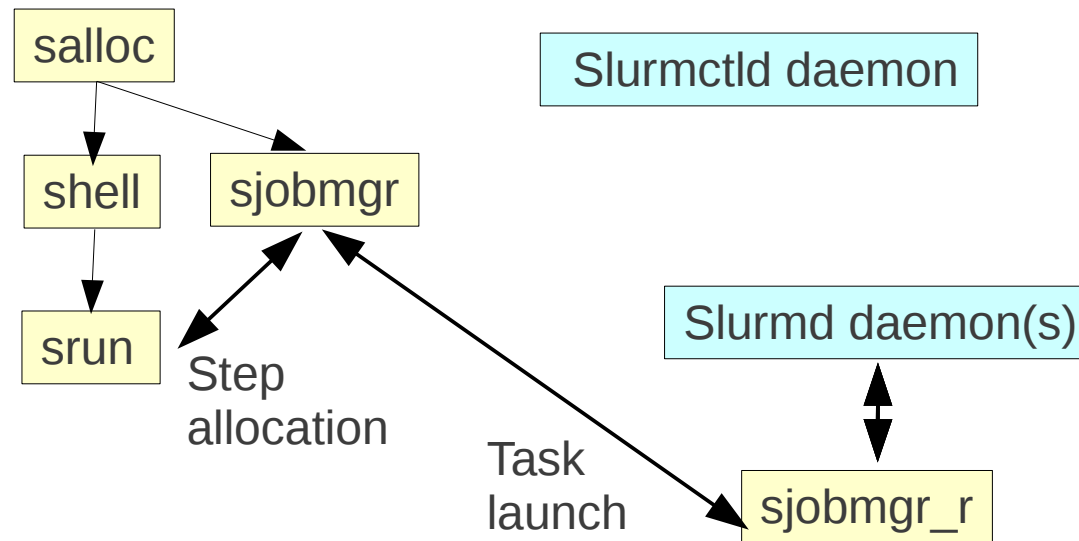 salloc
Slurmctld daemon
shell
sjobmgr
srun
Slurmd daemon(s)
Step
allocation
Task
launch
sjobmgr_r